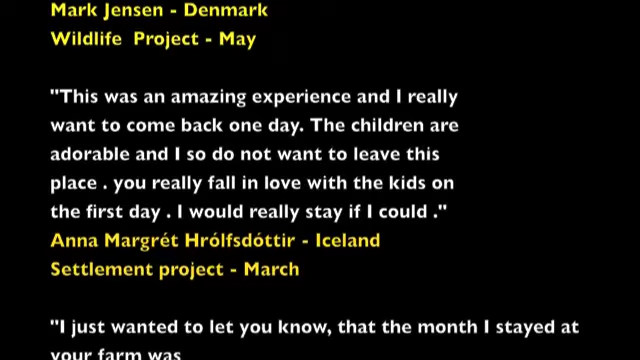 Mark Jensen - Denmark
Wildlife  Project - May
"This was an amazing experience and I really
want to come back one day. The children are
adorable and I so do not want to leave this
place . you really fall in love with the kids on
the first day . I would really stay if I could ."
Anna Margrét Hrólfsdóttir - Iceland
Settlement project - March
"I just wanted to let you know, that the month I stayed at
your farm was